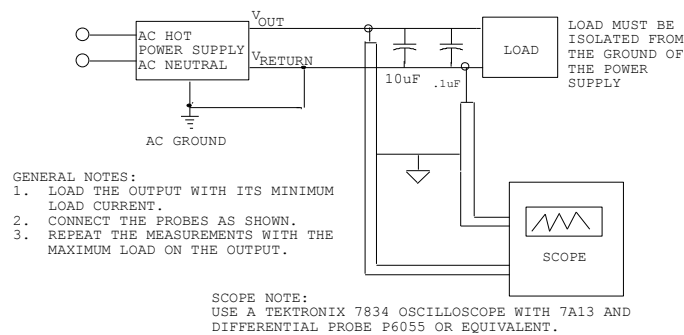 V OUT
AC HOT
POWER SUPPLY
AC NEUTRAL
V RETURN
10uF
.1uF
LOAD
LOAD MUST BE
ISOLATED FROM
THE GROUND OF
THE POWER
SUPPLY
AC GROUND
GENERAL NOTES:
1. LOAD THE OUTPUT WITH ITS MINIMUM
LOAD CURRENT.
2. CONNECT THE PROBES AS SHOWN.
3. REPEAT THE MEASUREMENTS WITH THE
MAXIMUM LOAD ON THE OUTPUT.
SCOPE
SCOPE NOTE:
USE A TEKTRONIX 7834 OSCILLOSCOPE WITH 7A13 AND
DIFFERENTIAL PROBE P6055 OR EQUIVALENT.